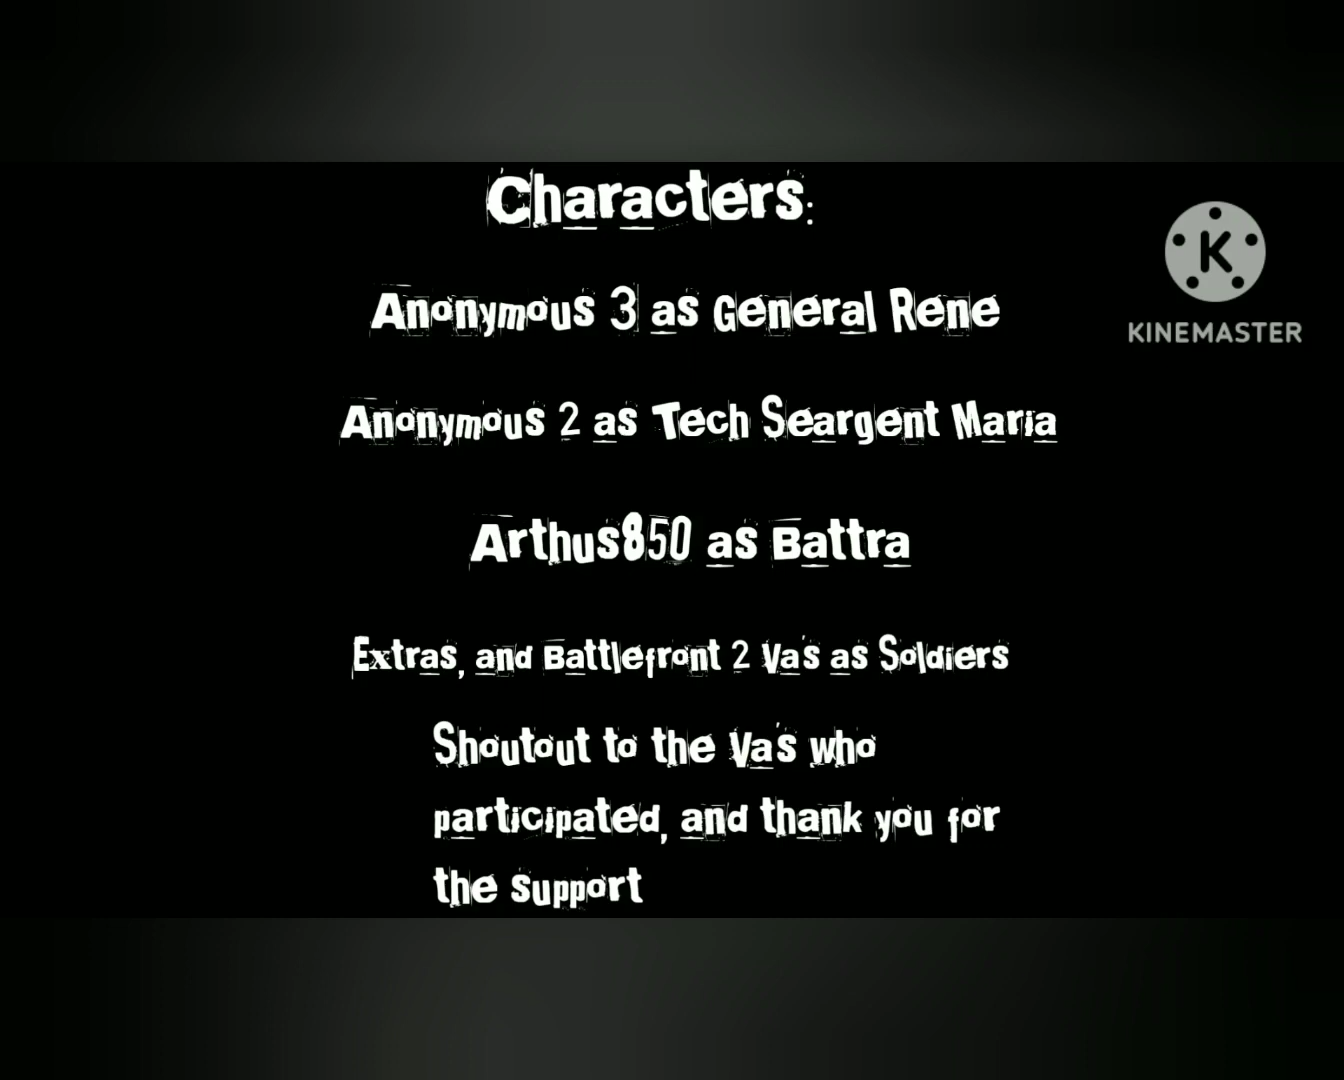 Characters:
Anonymous 3 as General Rene
K
KINEMASTER
Anonymous 2 as Tech Seargent Maria
Arthus850 as Battra
Extras, and Battlefront 2 Va's as Soldiers
Shoutout to the Va's who
participated, and thank you for
the support